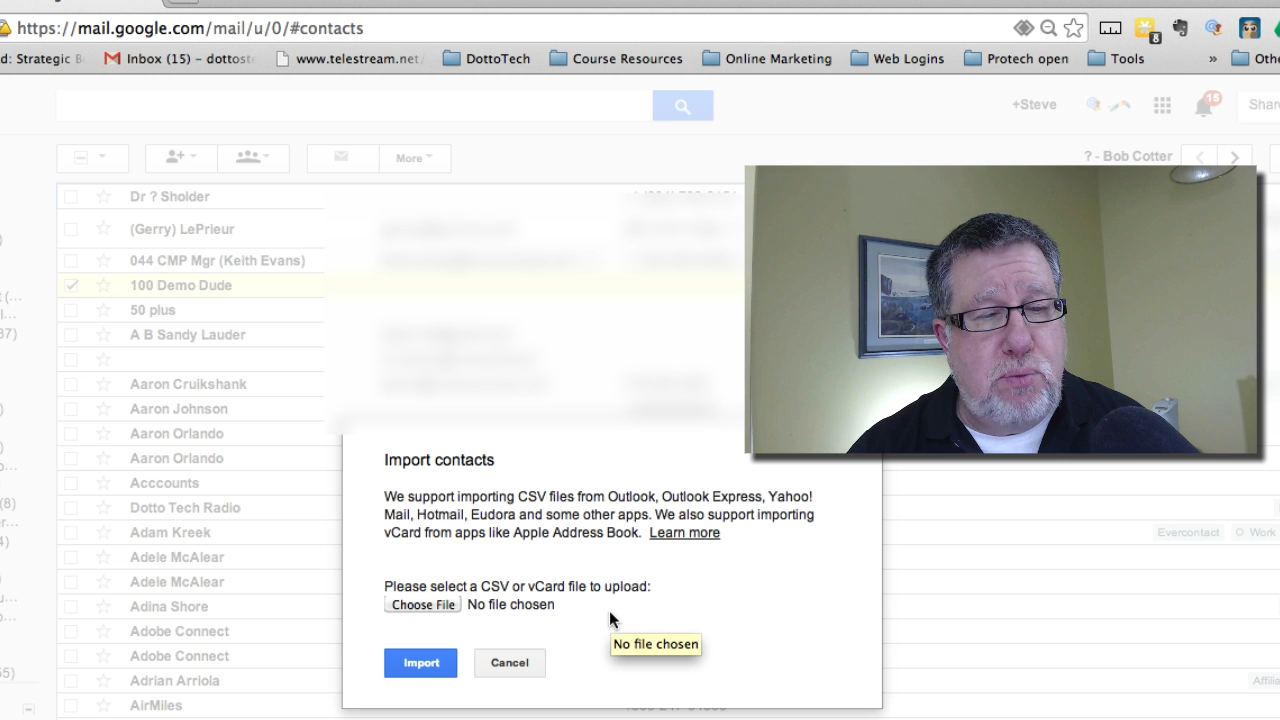 https://mail.google.com/mail/u/0/#contacts
8
d: Strategic B
Inbox (15) - dottoste
www.telestream.net/
DottoTech
Course Resources
Online Marketing
Web Logins
Protech open
Tools
»
Othe
+Steve
15
Share
More
? - Bob Cotter
Dr ? Sholder
(Gerry) LePrieur
044 CMP Mgr (Keith Evans)
100 Demo Dude
50 plus
A B Sandy Lauder
Aaron Cruikshank
Aaron Johnson
Aaron Orlando
Aaron Orlando
Acccounts
Dotto Tech Radio
Adam Kreek
Evercontact
Work
Adele McAlear
Adele McAlear
Adina Shore
Adobe Connect
Adobe Connect
Adrian Arriola
Affilia
AirMiles
Import contacts
We support importing CSV files from Outlook, Outlook Express, Yahoo!
Mail, Hotmail, Eudora and some other apps. We also support importing
vCard from apps like Apple Address Book. Learn more
Please select a CSV or vCard file to upload:
Choose File No file chosen
No file chosen
Import
Cancel